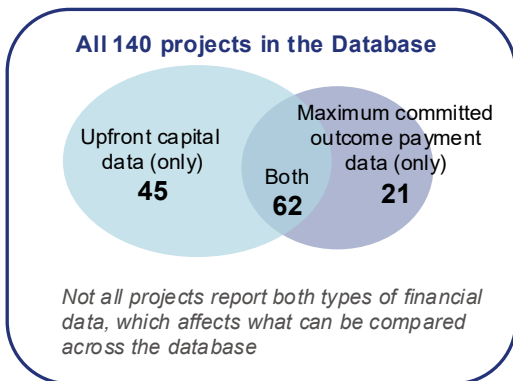 All 140 projects in the Database
Upfront capital
data (only)
45
Both
62
Maximum committed
outcome payment
data (only)
21
Not all projects report both types of financial
data, which affects what can be compared
across the database